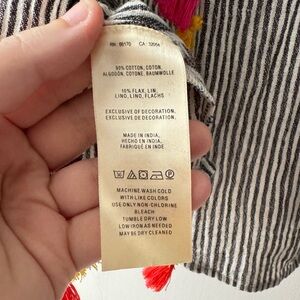 RN: 66170 CA: 32054
90% COTTON, COTON,
ALGODÓN, COTONE, BAUMWOLLE
10% FLAX, LIN,
LINO, LINO, FLACHS
EXCLUSIVE OF DECORATION,
EXCLUSIVE OF DECORATION,
MADE IN INDIA,
HECHO EN INDIA,
FABRIQUÉ EN INDE
MACHINE WASH COLD
WITH LIKE COLORS
USE ONLY NON-CHLORINE
BLEACH
TUMBLE DRY LOW
LOW IRON AS NEEDED
MAY BE DRY CLEANED